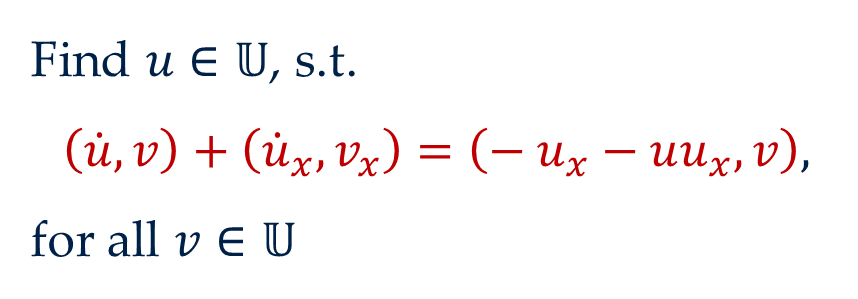 Find 𝑢 ∈ 𝕌, s.t.
(u̇, v) + (u̇ₓ, vₓ) = (− uₓ − uuₓ, v),
for all 𝑣 ∈ 𝕌